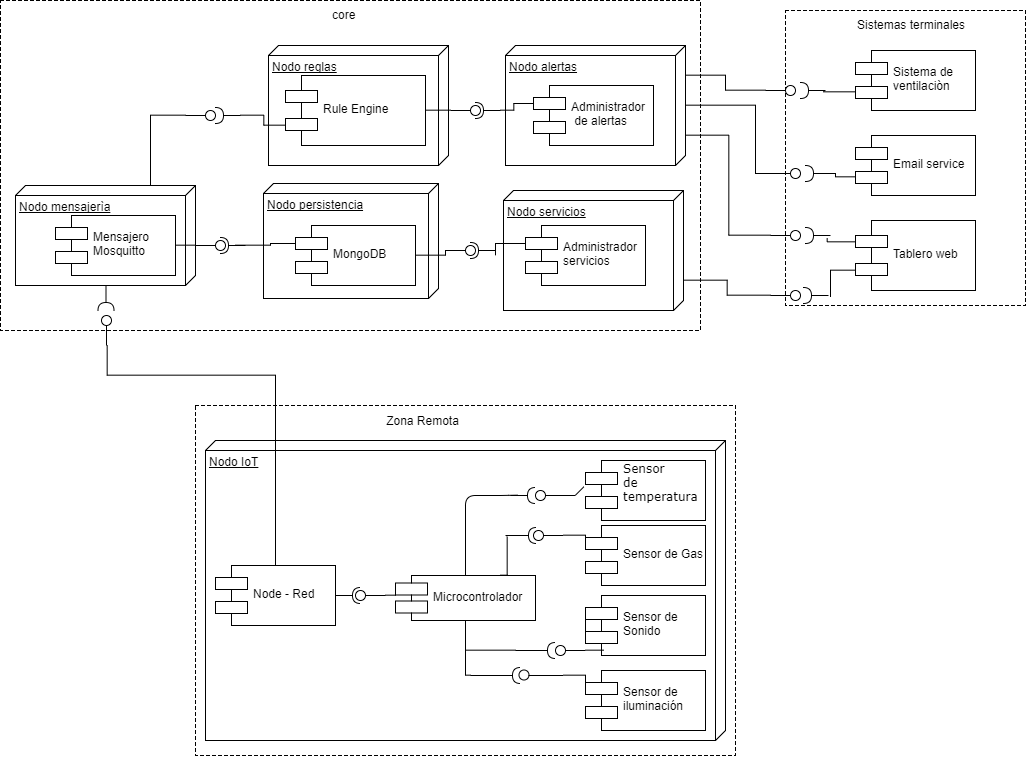 core
Sistemas terminales
Nodo reglas
Rule Engine
Nodo alertas
Administrador
de alertas
Sistema de
ventilaciòn
Email service
Nodo mensajerìa
Mensajero
Mosquitto
Nodo persistencia
MongoDB
Nodo servicios
Administrador
servicios
Tablero web
Zona Remota
Nodo IoT
Sensor
de
temperatura
Sensor de Gas
Node - Red
Microcontrolador
Sensor de
Sonido
Sensor de
iluminación